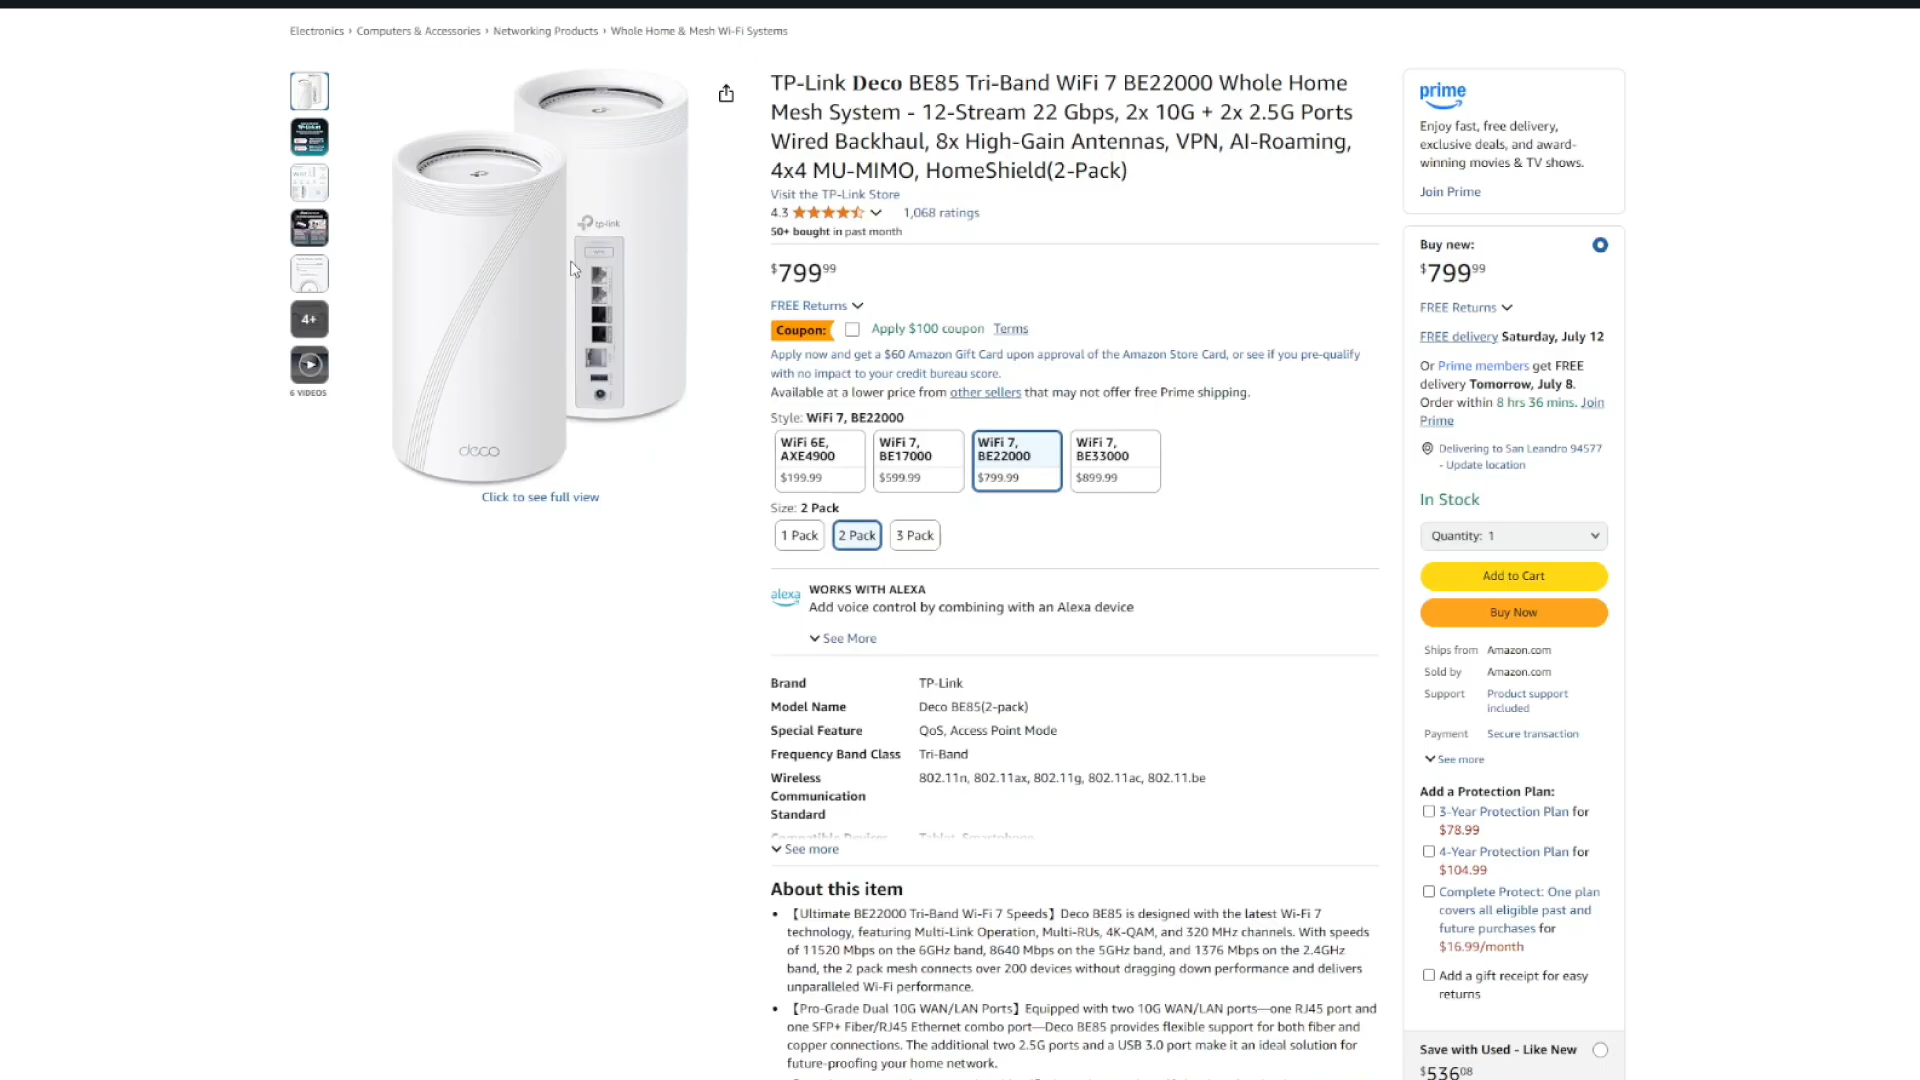 Electronics › Computers & Accessories › Networking Products › Whole Home & Mesh Wi-Fi Systems
4+
6 VIDEOS
tp-link
deco
Click to see full view
TP-Link Deco BE85 Tri-Band WiFi 7 BE22000 Whole Home
Mesh System - 12-Stream 22 Gbps, 2x 10G + 2x 2.5G Ports
Wired Backhaul, 8x High-Gain Antennas, VPN, AI-Roaming,
4x4 MU-MIMO, HomeShield(2-Pack)
Visit the TP-Link Store
4.3 1,068 ratings
50+ bought in past month
$799.99
FREE Returns
Coupon: Apply $100 coupon Terms
Apply now and get a $60 Amazon Gift Card upon approval of the Amazon Store Card, or see if you pre-qualify
with no impact to your credit bureau score.
Available at a lower price from other sellers that may not offer free Prime shipping.
Style: WiFi 7, BE22000
WiFi 6E, AXE4900 $199.99
WiFi 7, BE17000 $599.99
WiFi 7, BE22000 $799.99
WiFi 7, BE33000 $899.99
Size: 2 Pack
1 Pack 2 Pack 3 Pack
alexa
WORKS WITH ALEXA
Add voice control by combining with an Alexa device
See More
Brand TP-Link
Model Name Deco BE85(2-pack)
Special Feature QoS, Access Point Mode
Frequency Band Class Tri-Band
Wireless 802.11n, 802.11ax, 802.11g, 802.11ac, 802.11.be
Communication
Standard
Compatible Devices Tablet, Smartphone
See more
About this item
• 【Ultimate BE22000 Tri-Band Wi-Fi 7 Speeds】Deco BE85 is designed with the latest Wi-Fi 7
technology, featuring Multi-Link Operation, Multi-RUs, 4K-QAM, and 320 MHz channels. With speeds
of 11520 Mbps on the 6GHz band, 8640 Mbps on the 5GHz band, and 1376 Mbps on the 2.4GHz
band, the 2 pack mesh connects over 200 devices without dragging down performance and delivers
unparalleled Wi-Fi performance.
• 【Pro-Grade Dual 10G WAN/LAN Ports】Equipped with two 10G WAN/LAN ports—one RJ45 port and
one SFP+ Fiber/RJ45 Ethernet combo port—Deco BE85 provides flexible support for both fiber and
copper connections. The additional two 2.5G ports and a USB 3.0 port make it an ideal solution for
future-proofing your home network.
prime
Enjoy fast, free delivery,
exclusive deals, and award-
winning movies & TV shows.
Join Prime
Buy new:
$799.99
FREE Returns
FREE delivery Saturday, July 12
Or Prime members get FREE
delivery Tomorrow, July 8.
Order within 8 hrs 36 mins. Join
Prime
Delivering to San Leandro 94577
- Update location
In Stock
Quantity: 1
Add to Cart
Buy Now
Ships from Amazon.com
Sold by Amazon.com
Support Product support
included
Payment Secure transaction
See more
Add a Protection Plan:
3-Year Protection Plan for
$78.99
4-Year Protection Plan for
$104.99
Complete Protect: One plan
covers all eligible past and
future purchases for
$16.99/month
Add a gift receipt for easy
returns
Save with Used - Like New
$536.08